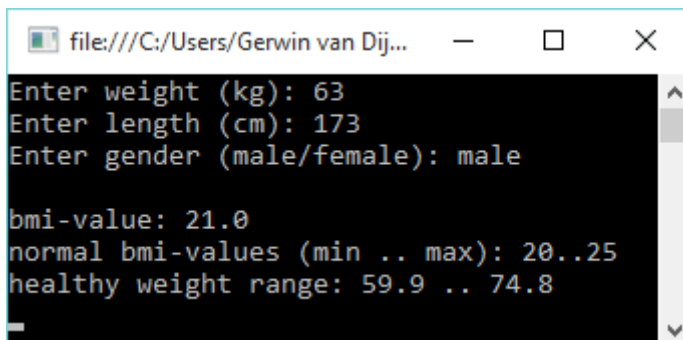 file:///C:/Users/Gerwin van Dij...
Enter weight (kg): 63
Enter length (cm): 173
Enter gender (male/female): male
bmi-value: 21.0
normal bmi-values (min .. max): 20..25
healthy weight range: 59.9 .. 74.8